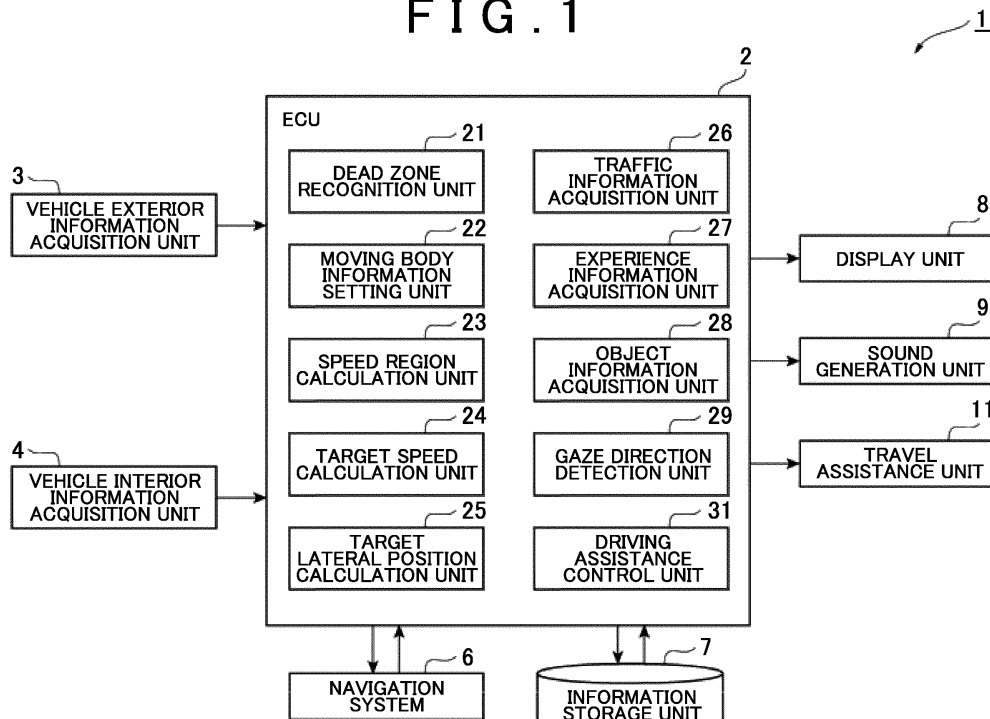 FIG.1
1
2
ECU
21
DEAD ZONE
RECOGNITION UNIT
22
MOVING BODY
INFORMATION
SETTING UNIT
23
SPEED REGION
CALCULATION UNIT
24
TARGET SPEED
CALCULATION UNIT
25
TARGET
LATERAL POSITION
CALCULATION UNIT
26
TRAFFIC
INFORMATION
ACQUISITION UNIT
27
EXPERIENCE
INFORMATION
ACQUISITION UNIT
28
OBJECT
INFORMATION
ACQUISITION UNIT
29
GAZE DIRECTION
DETECTION UNIT
31
DRIVING
ASSISTANCE
CONTROL UNIT
3
VEHICLE EXTERIOR
INFORMATION
ACQUISITION UNIT
4
VEHICLE INTERIOR
INFORMATION
ACQUISITION UNIT
8
DISPLAY UNIT
9
SOUND
GENERATION UNIT
11
TRAVEL
ASSISTANCE UNIT
6
NAVIGATION
SYSTEM
7
INFORMATION
STORAGE UNIT